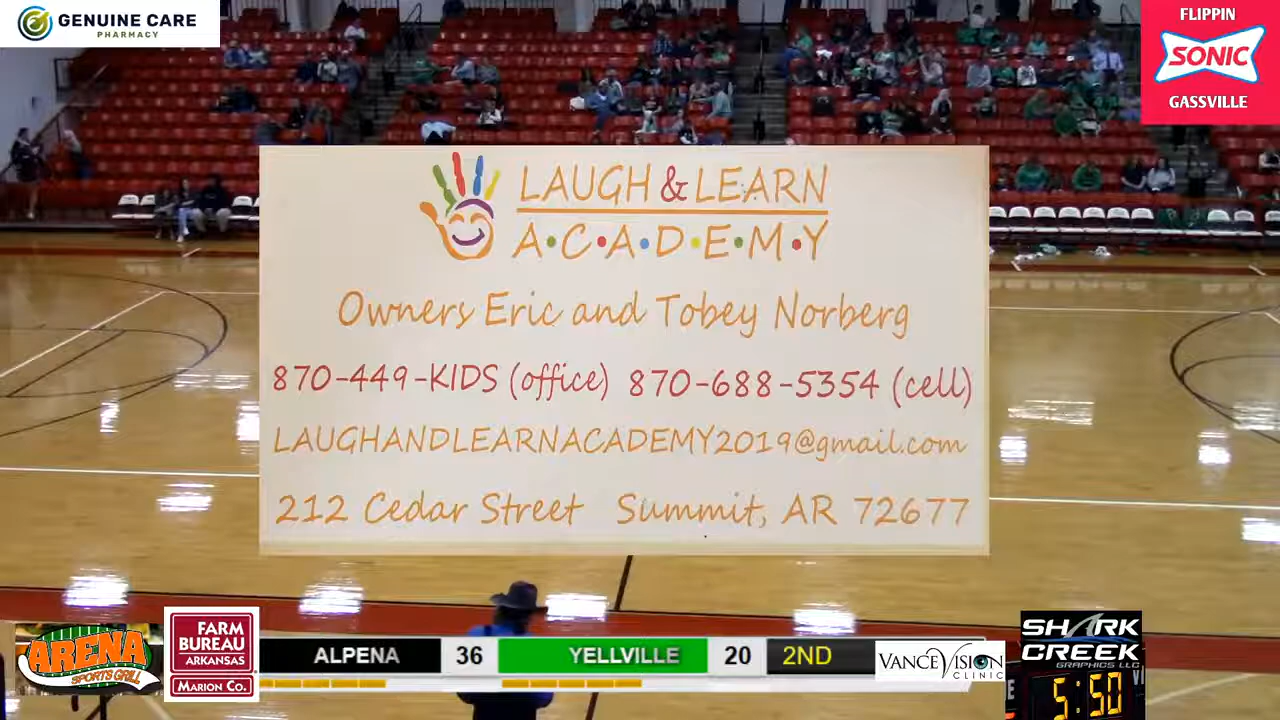 GENUINE CARE
PHARMACY
FLIPPIN
SONIC
GASSVILLE
LAUGH & LEARN
A•C•A•D•E•M•Y
Owners Eric and Tobey Norberg
870-449-KIDS (office) 870-688-5354 (cell)
LAUGHANDLEARNACADEMY2019@gmail.com
212 Cedar Street Summit, AR 72677
ARENA
SPORTS GRILL
FARM
BUREAU
ARKANSAS
MARION CO.
ALPENA 36 YELLVILLE 20 2ND
VANCE VISION
CLINIC
SHARK
CREEK
GRAPHICS LLC
5:50